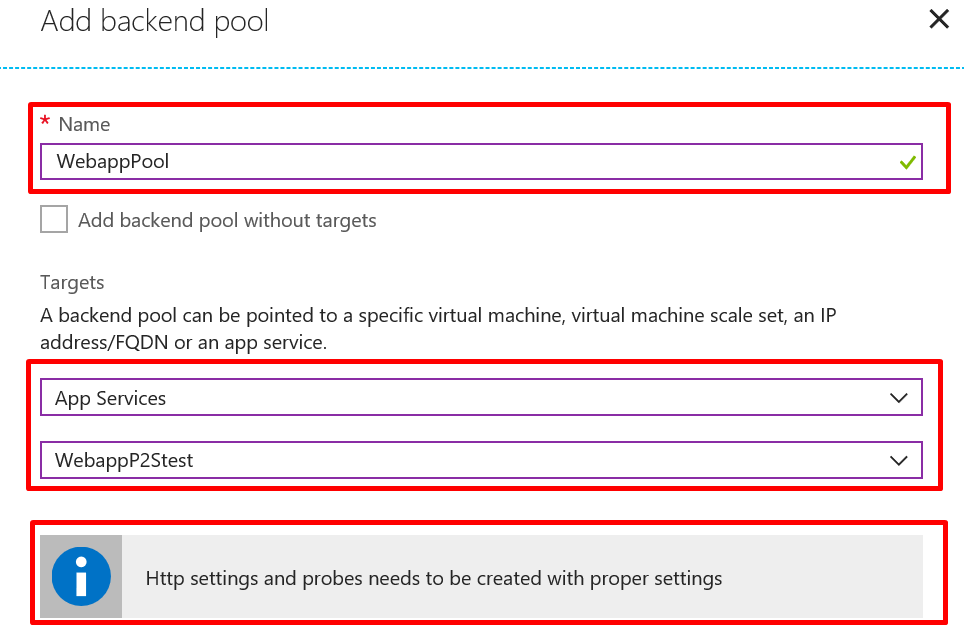 Add backend pool
* Name
WebappPool
Add backend pool without targets
Targets
A backend pool can be pointed to a specific virtual machine, virtual machine scale set, an IP
address/FQDN or an app service.
App Services
WebappP2Stest
Http settings and probes needs to be created with proper settings